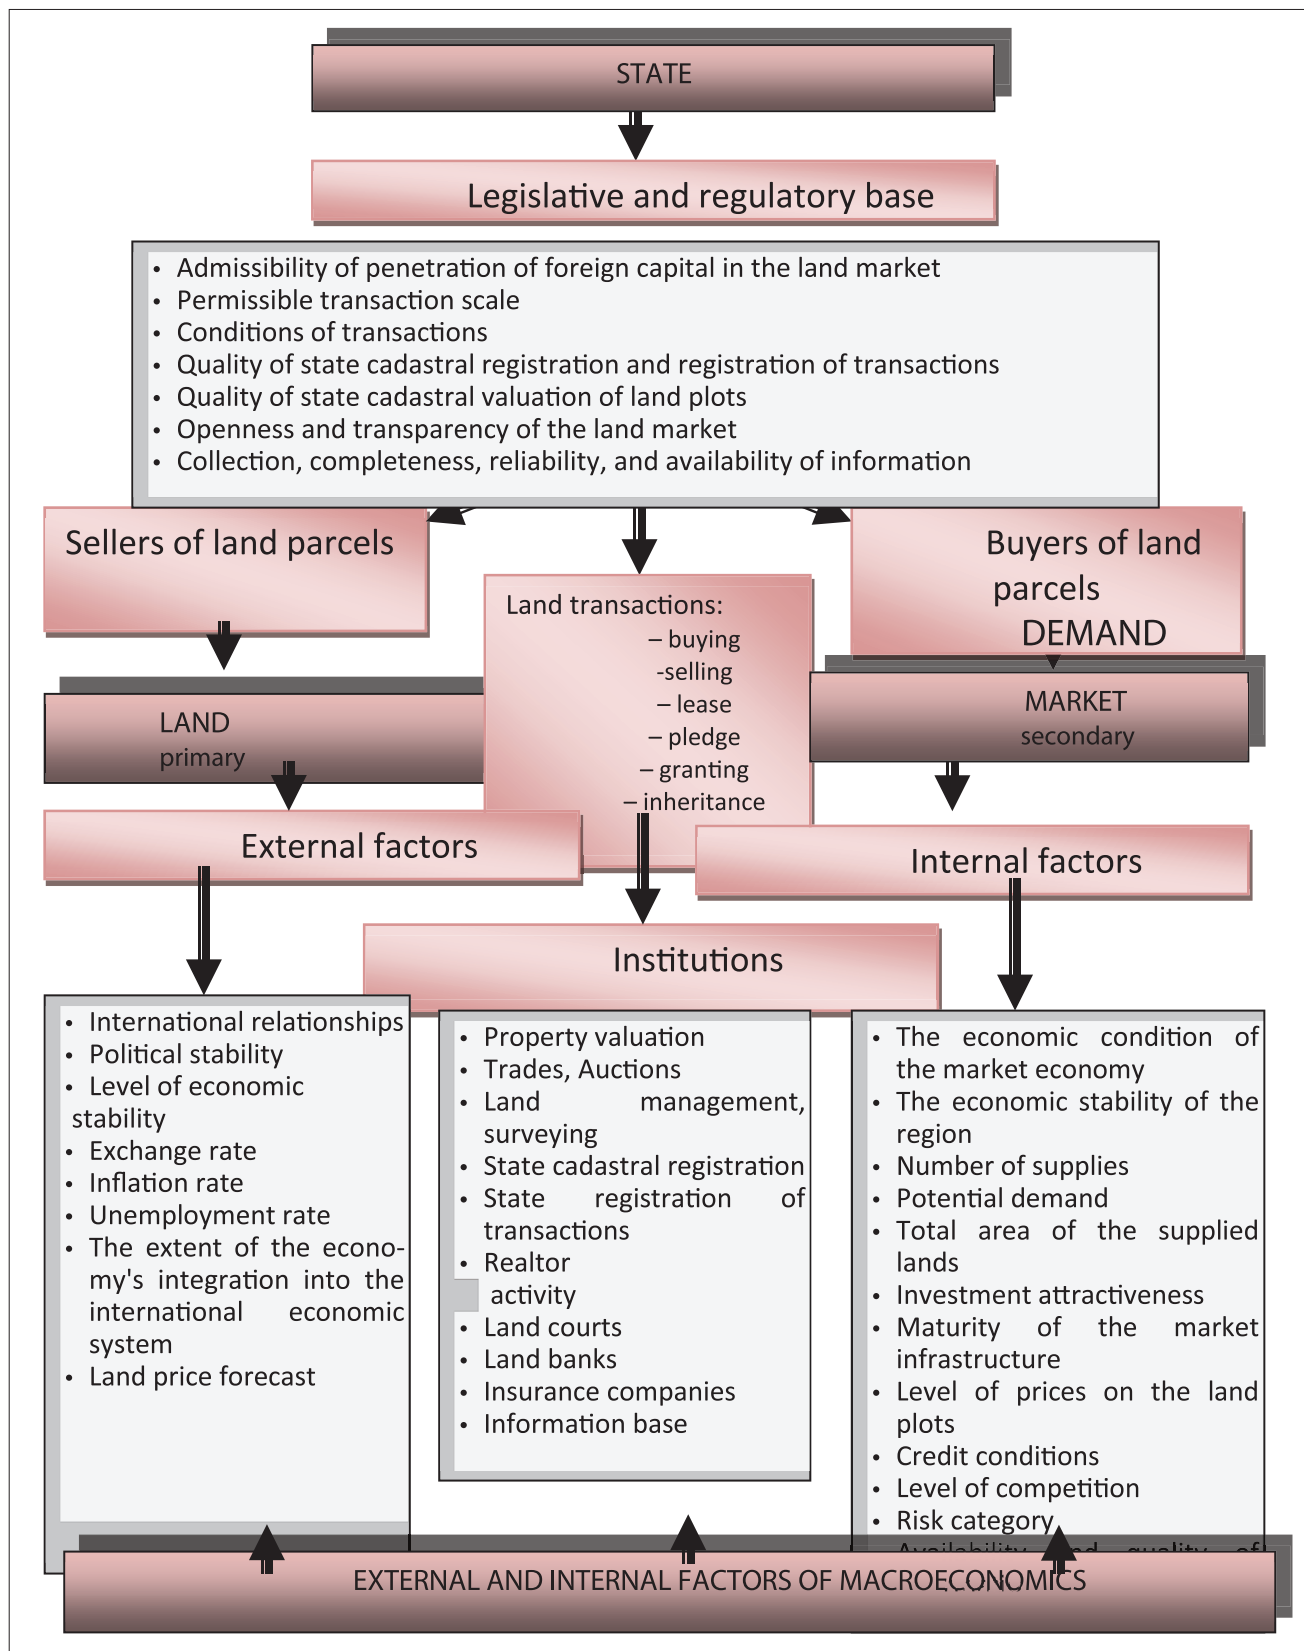 STATE
Legislative and regulatory base
• Admissibility of penetration of foreign capital in the land market
• Permissible transaction scale
• Conditions of transactions
• Quality of state cadastral registration and registration of transactions
• Quality of state cadastral valuation of land plots
• Openness and transparency of the land market
• Collection, completeness, reliability, and availability of information
Sellers of land parcels
Buyers of land
parcels
DEMAND
Land transactions:
– buying
-selling
– lease
– pledge
– granting
– inheritance
LAND
primary
MARKET
secondary
External factors
Internal factors
Institutions
• International relationships
• Political stability
• Level of economic
stability
• Exchange rate
• Inflation rate
• Unemployment rate
• The extent of the econo-
my's integration into the
international economic
system
• Land price forecast
• Property valuation
• Trades, Auctions
• Land management,
surveying
• State cadastral registration
• State registration of
transactions
• Realtor
activity
• Land courts
• Land banks
• Insurance companies
• Information base
• The economic condition of
the market economy
• The economic stability of the
region
• Number of supplies
• Potential demand
• Total area of the supplied
lands
• Investment attractiveness
• Maturity of the market
infrastructure
• Level of prices on the land
plots
• Credit conditions
• Level of competition
• Risk category
Availability and quality of
EXTERNAL AND INTERNAL FACTORS OF MACROECONOMICS